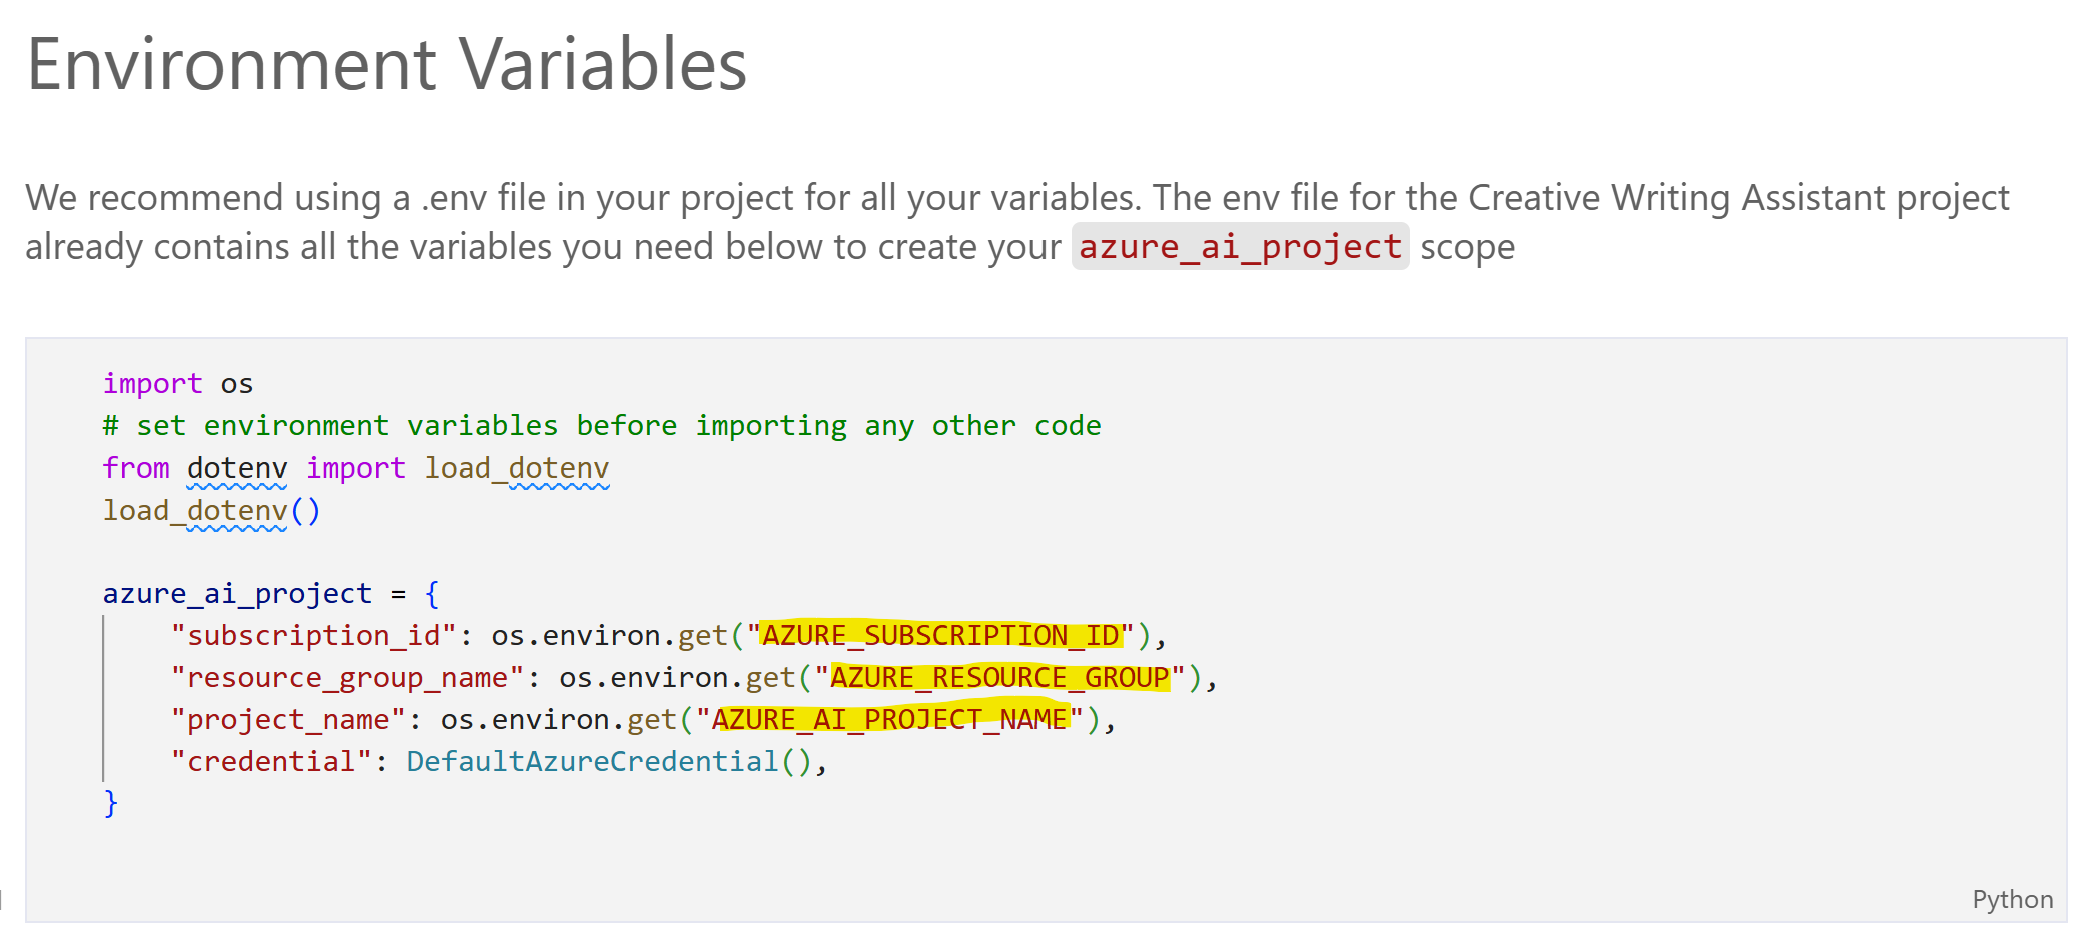 Environment Variables
We recommend using a .env file in your project for all your variables. The env file for the Creative Writing Assistant project
already contains all the variables you need below to create your azure_ai_project scope
import os
# set environment variables before importing any other code
from dotenv import load_dotenv
load_dotenv()
azure_ai_project = {
    "subscription_id": os.environ.get("AZURE_SUBSCRIPTION_ID"),
    "resource_group_name": os.environ.get("AZURE_RESOURCE_GROUP"),
    "project_name": os.environ.get("AZURE_AI_PROJECT_NAME"),
    "credential": DefaultAzureCredential(),
}
Python